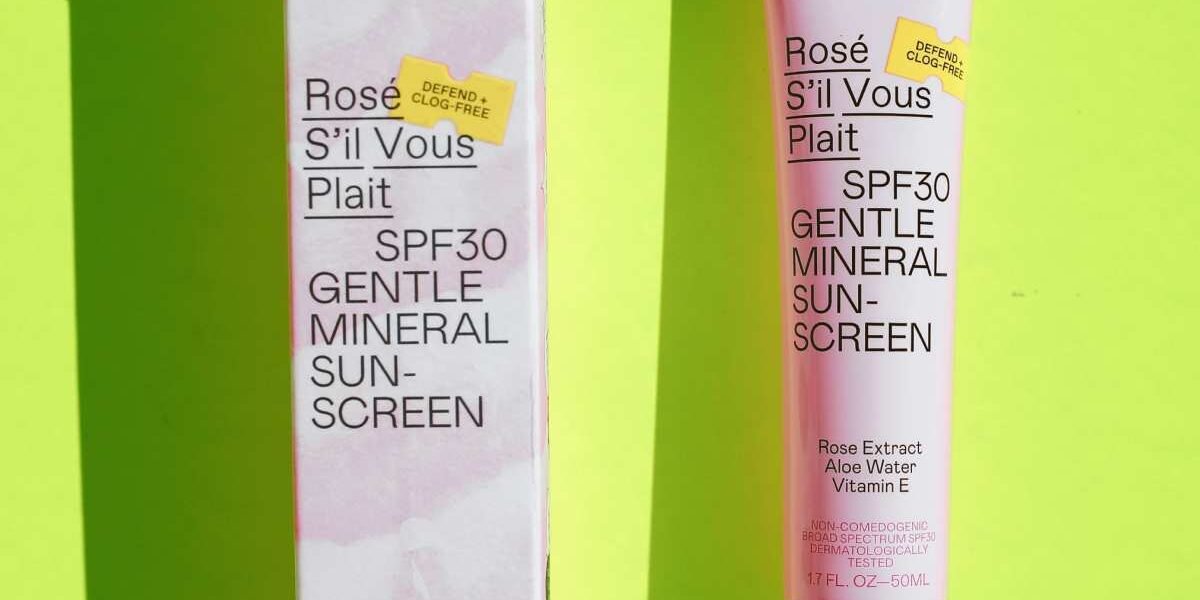 Rosé
S'il Vous
Plait
DEFEND +
CLOG-FREE
SPF30
GENTLE
MINERAL
SUN-
SCREEN
Rosé
S'il Vous
Plait
DEFEND +
CLOG-FREE
SPF30
GENTLE
MINERAL
SUN-
SCREEN
Rose Extract
Aloe Water
Vitamin E
NON-COMEDOGENIC
BROAD SPECTRUM SPF30
DERMATOLOGICALLY
TESTED
1.7 FL. OZ—50ML